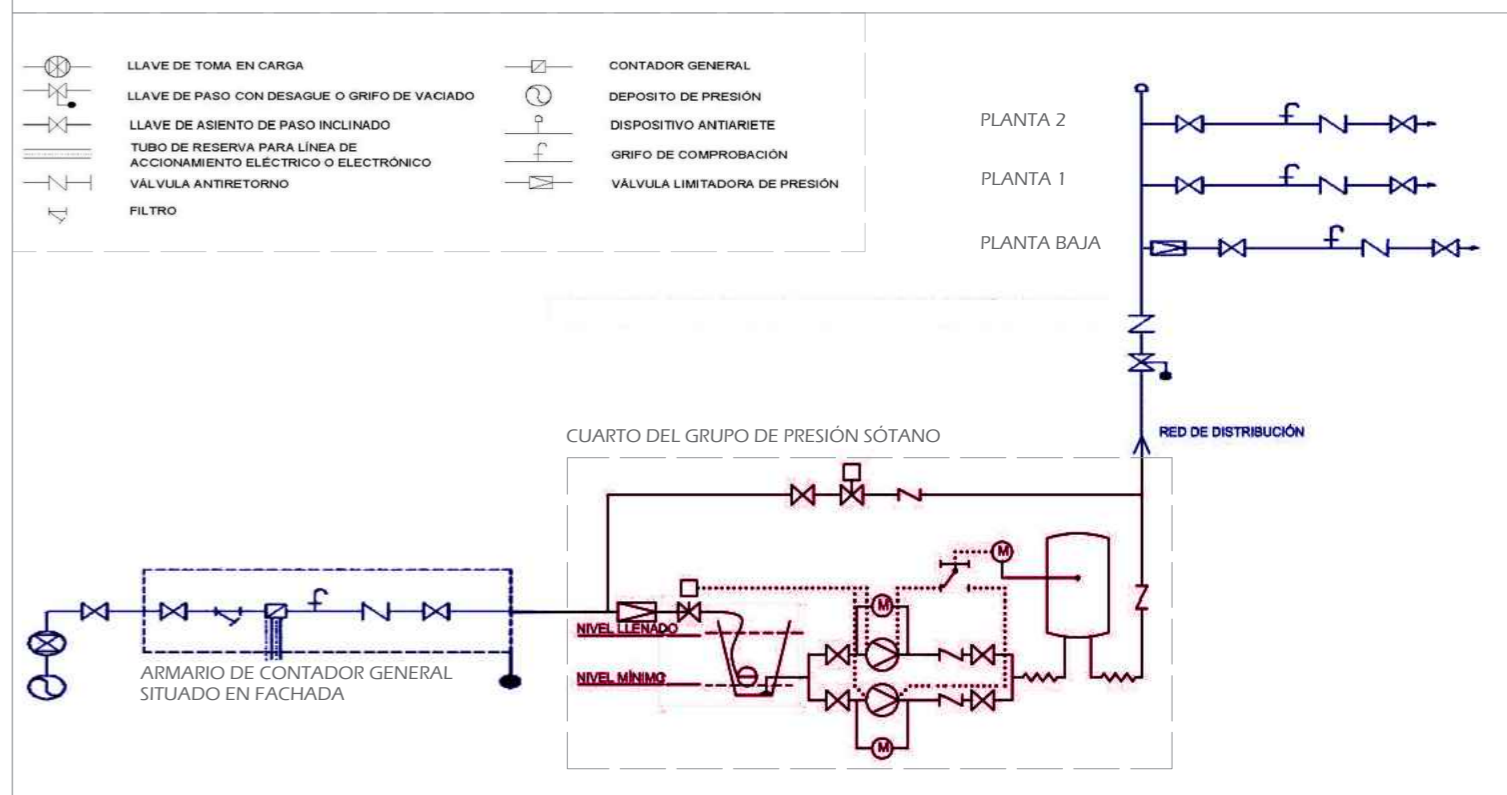 LLAVE DE TOMA EN CARGA
LLAVE DE PASO CON DESAGUE O GRIFO DE VACIADO
LLAVE DE ASIENTO DE PASO INCLINADO
TUBO DE RESERVA PARA LÍNEA DE
ACCIONAMIENTO ELÉCTRICO O ELECTRÓNICO
VÁLVULA ANTIRETORNO
FILTRO
CONTADOR GENERAL
DEPOSITO DE PRESIÓN
DISPOSITIVO ANTIARIETE
GRIFO DE COMPROBACIÓN
VÁLVULA LIMITADORA DE PRESIÓN
PLANTA 2
PLANTA 1
PLANTA BAJA
RED DE DISTRIBUCIÓN
CUARTO DEL GRUPO DE PRESIÓN SÓTANO
M
M
NIVEL LLENADO
NIVEL MÍNIMO
M
ARMARIO DE CONTADOR GENERAL
SITUADO EN FACHADA